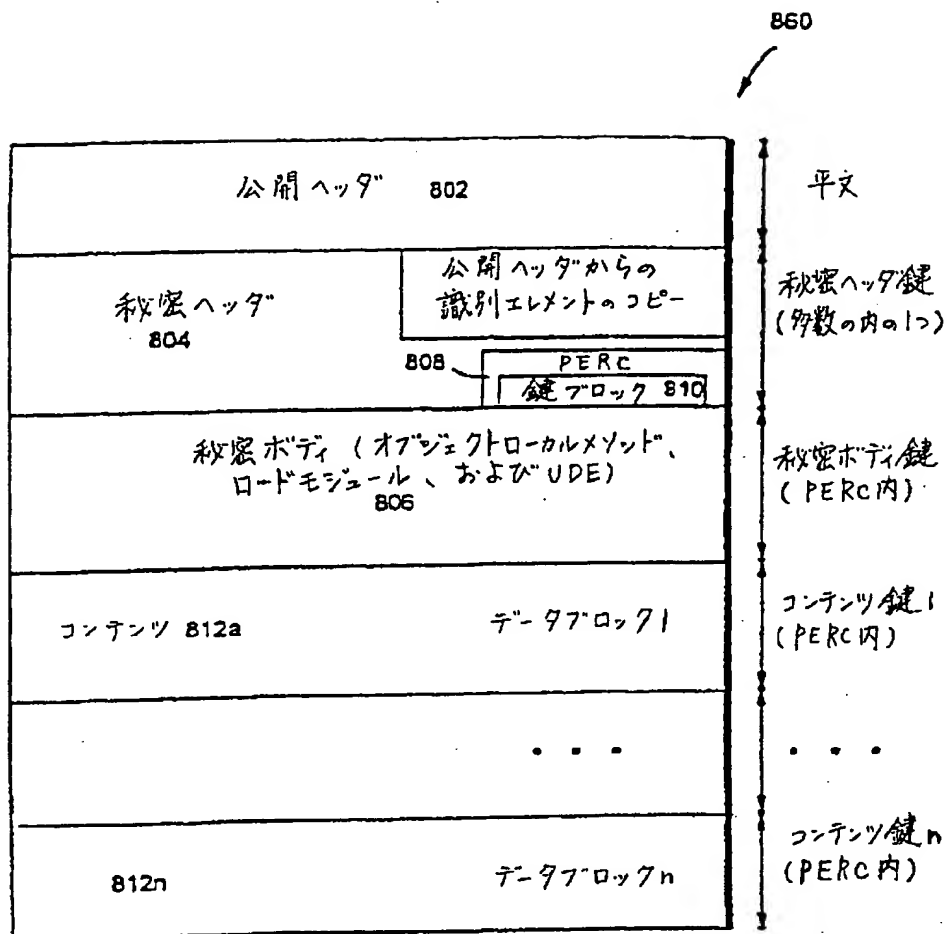 860
公開ヘッダ 802
平文
秘密ヘッダ
804
公開ヘッダからの
識別エレメントのコピー
秘密ヘッダ鍵
(多数の内の1つ)
808
PERC
鍵ブロック 810
秘密ボディ (オブジェクトローカルメソッド、
ロードモジュール、およびUDE)
806
秘密ボディ鍵
(PERC内)
コンテンツ 812a
データブロック1
コンテンツ鍵1
(PERC内)
• • •
• • •
812n
データブロックn
コンテンツ鍵n
(PERC内)